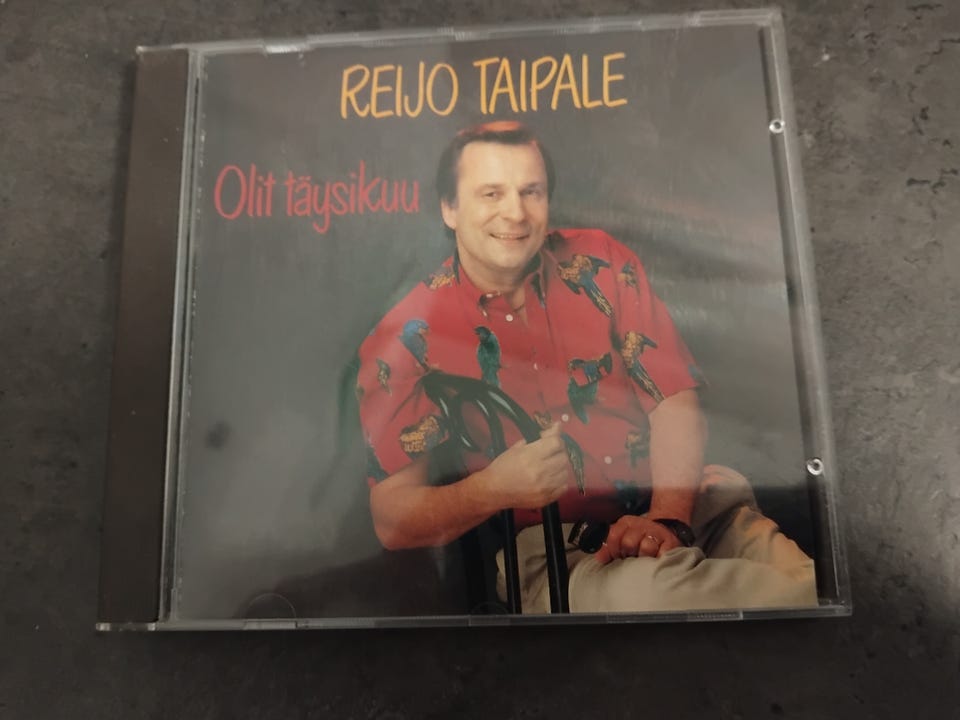 REIJO TAIPALE
Olit täysikuu